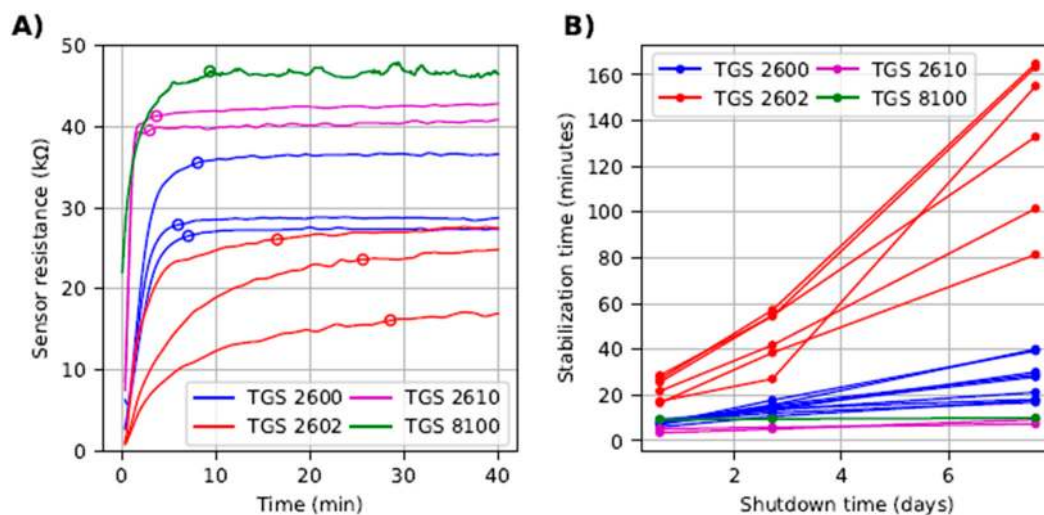 A)
Sensor resistance (kΩ)
50
40
30
20
10
0
TGS 2600
TGS 2610
TGS 2602
TGS 8100
0
10
20
30
40
Time (min)
B)
Stabilization time (minutes)
160
140
120
100
80
60
40
20
0
TGS 2600
TGS 2610
TGS 2602
TGS 8100
2
4
6
Shutdown time (days)